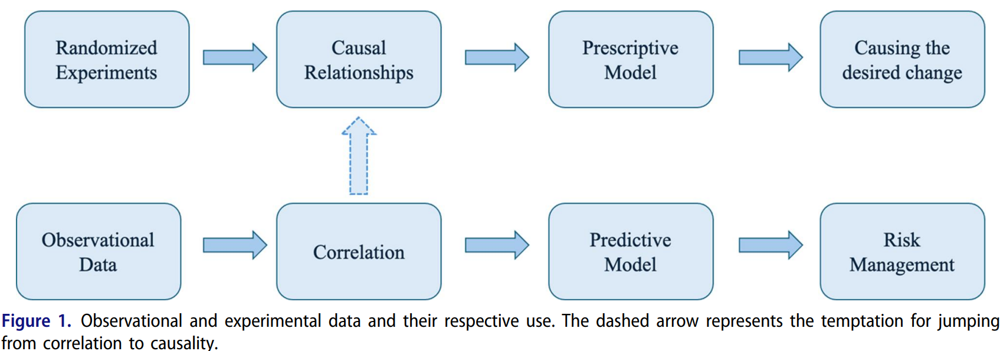 Randomized
Experiments
Causal
Relationships
Prescriptive
Model
Causing the
desired change
Observational
Data
Correlation
Predictive
Model
Risk
Management
Figure 1. Observational and experimental data and their respective use. The dashed arrow represents the temptation for jumping
from correlation to causality.